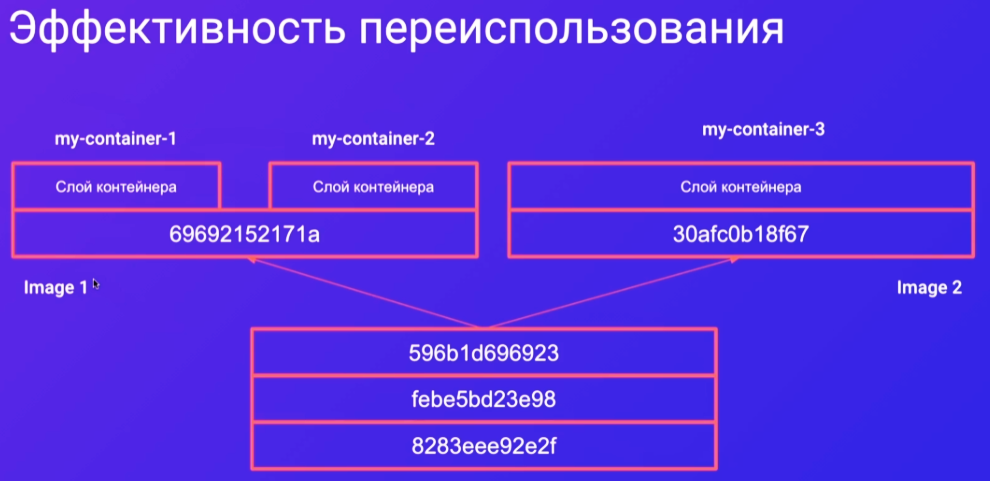 Эффективность переиспользования
my-container-1
my-container-2
my-container-3
Слой контейнера
Слой контейнера
Слой контейнера
69692152171a
30afc0b18f67
Image 1
Image 2
596b1d696923
febe5bd23e98
8283eee92e2f